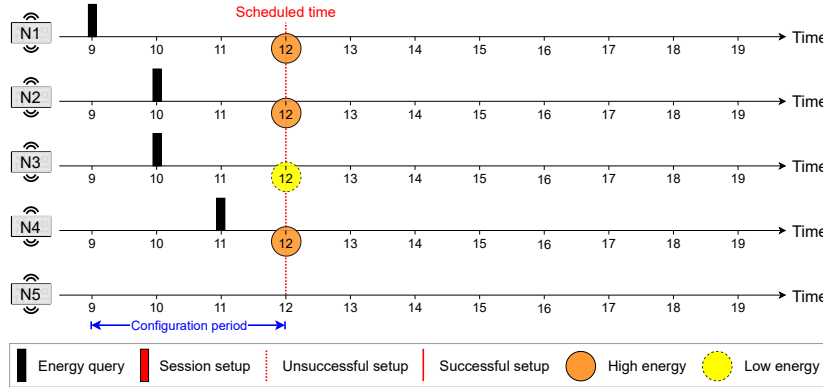 Scheduled time
N1
Time
9 10 11 12 13 14 15 16 17 18 19
N2
Time
9 10 11 12 13 14 15 16 17 18 19
N3
Time
9 10 11 12 13 14 15 16 17 18 19
N4
Time
9 10 11 12 13 14 15 16 17 18 19
N5
Time
9 10 11 12 13 14 15 16 17 18 19
Configuration period
Energy query Session setup Unsuccessful setup Successful setup High energy Low energy